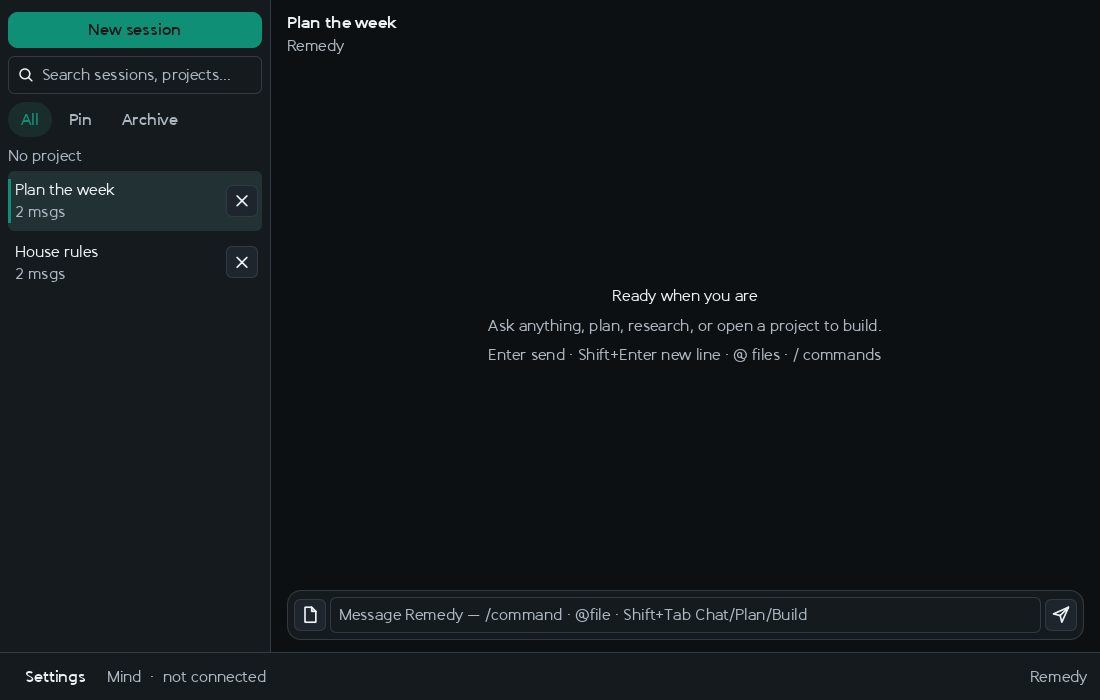 New session
Search sessions, projects...
All
Pin
Archive
No project
Plan the week
2 msgs
House rules
2 msgs
Plan the week
Remedy
Ready when you are
Ask anything, plan, research, or open a project to build.
Enter send · Shift+Enter new line · @ files · / commands
Message Remedy — /command · @file · Shift+Tab Chat/Plan/Build
Settings
Mind · not connected
Remedy